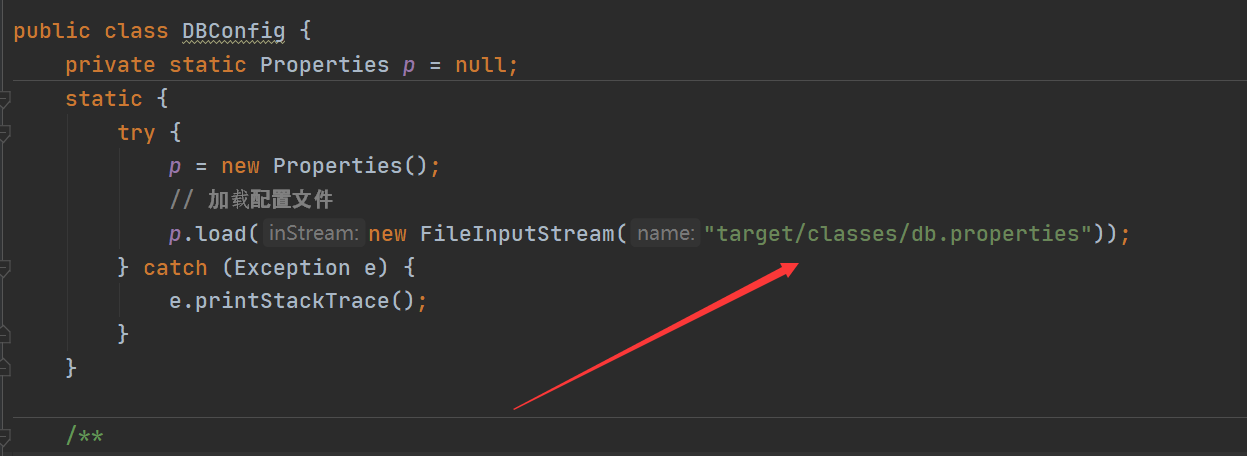 public class DBConfig {
private static Properties p = null;
static {
try {
p = new Properties();
// 加载配置文件
p.load( inStream: new FileInputStream( name: "target/classes/db.properties"));
} catch (Exception e) {
e.printStackTrace();
}
}
/**